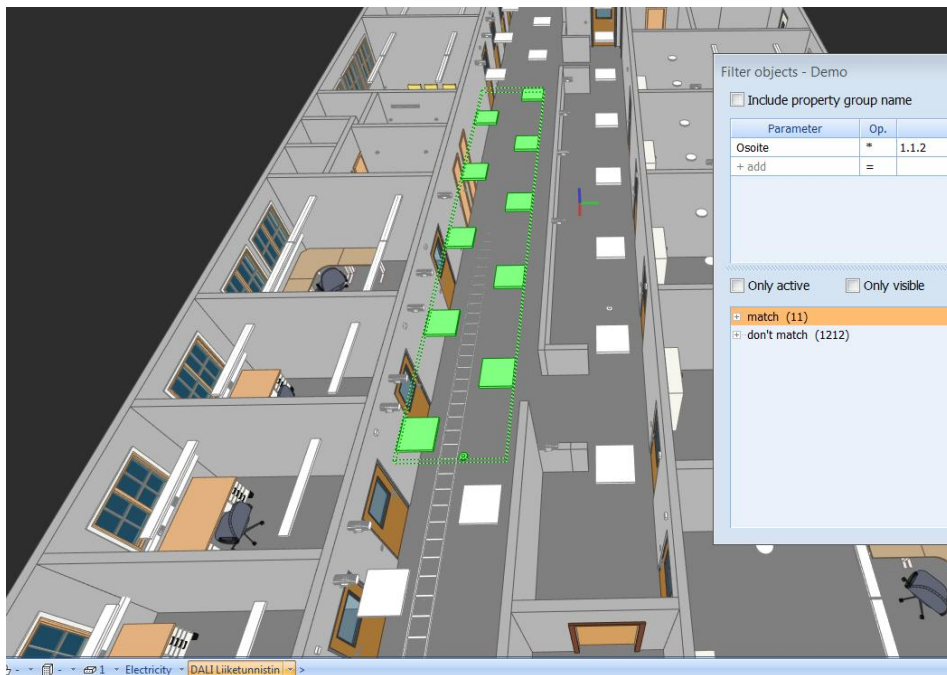 Filter objects - Demo
Include property group name
Parameter Op.
Osoite * 1.1.2
+ add =
Only active Only visible
match (11)
don't match (1212)
- - 1 Electricity DALI Liiketunnistin >